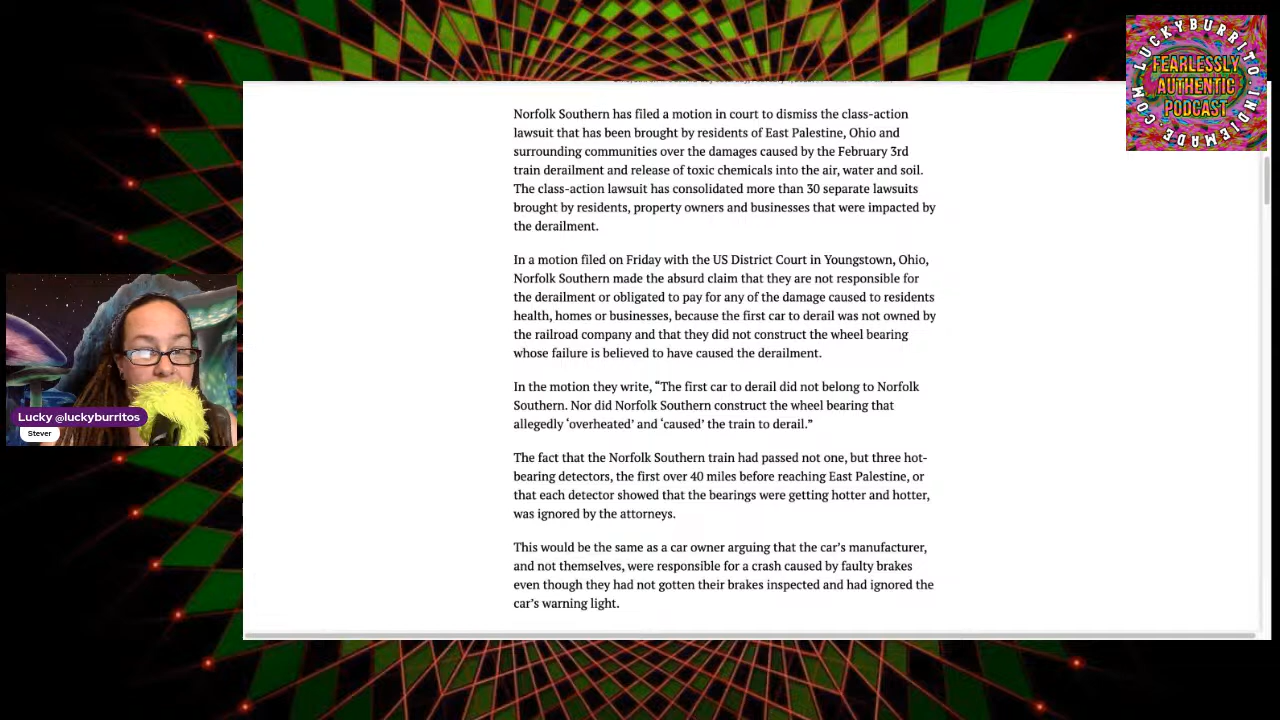 Norfolk Southern has filed a motion in court to dismiss the class-action
lawsuit that has been brought by residents of East Palestine, Ohio and
surrounding communities over the damages caused by the February 3rd
train derailment and release of toxic chemicals into the air, water and soil.
The class-action lawsuit has consolidated more than 30 separate lawsuits
brought by residents, property owners and businesses that were impacted by
the derailment.
In a motion filed on Friday with the US District Court in Youngstown, Ohio,
Norfolk Southern made the absurd claim that they are not responsible for
the derailment or obligated to pay for any of the damage caused to residents
health, homes or businesses, because the first car to derail was not owned by
the railroad company and that they did not construct the wheel bearing
whose failure is believed to have caused the derailment.
In the motion they write, “The first car to derail did not belong to Norfolk
Southern. Nor did Norfolk Southern construct the wheel bearing that
allegedly ‘overheated’ and ‘caused’ the train to derail.”
The fact that the Norfolk Southern train had passed not one, but three hot-
bearing detectors, the first over 40 miles before reaching East Palestine, or
that each detector showed that the bearings were getting hotter and hotter,
was ignored by the attorneys.
This would be the same as a car owner arguing that the car’s manufacturer,
and not themselves, were responsible for a crash caused by faulty brakes
even though they had not gotten their brakes inspected and had ignored the
car’s warning light.
LUCKYBURRITO.INDIEMADE.COM
FEARLESSLY
AUTHENTIC
PODCAST
Lucky @luckyburritos
Stever